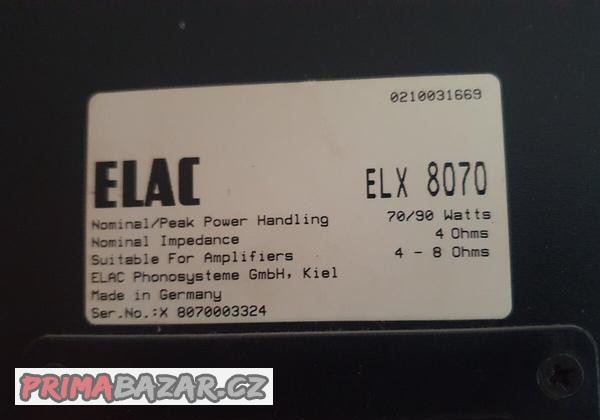 0210031669
ELAC ELX 8070
Nominal/Peak Power Handling 70/90 Watts
Nominal Impedance 4 Ohms
Suitable For Amplifiers 4 - 8 Ohms
ELAC Phonosysteme GmbH, Kiel
Made in Germany
Ser.No.:X 8070003324
PRIMABAZAR.CZ